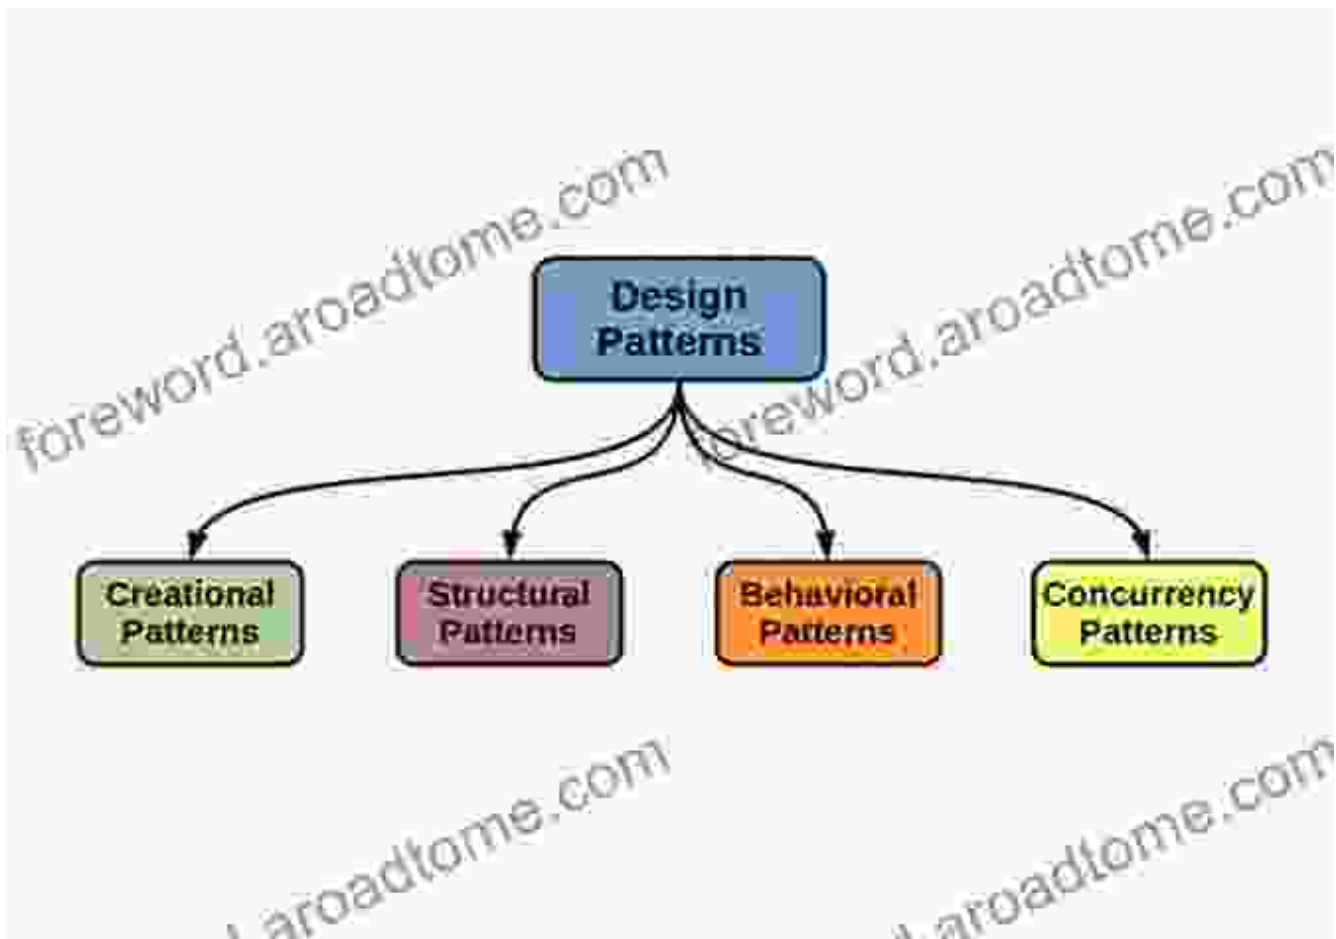 foreword.aroadtome.com
foreword.aroadtome.com
Design
Patterns
Creational
Patterns
Structural
Patterns
Behavioral
Patterns
Concurrency
Patterns
d.aroadtome.com
d.aroadtome.com